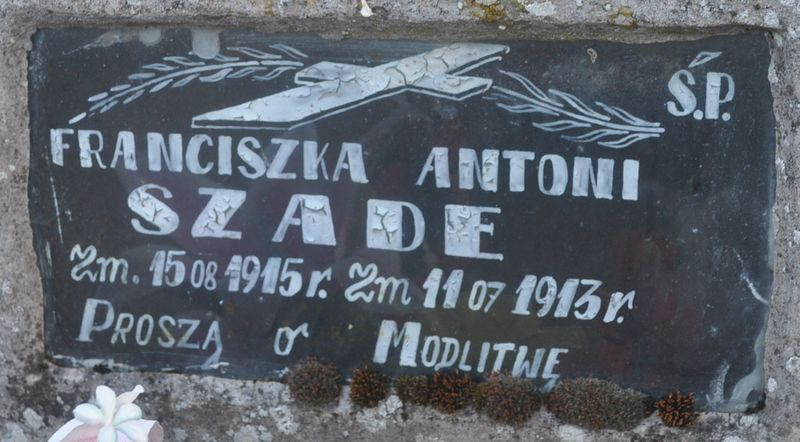 Ś.P.
FRANCISZKA ANTONI
SZADE
Zm. 15 08 1915 r. Zm 11 07 1913 r.
PROSZĄ O MODLITWĘ